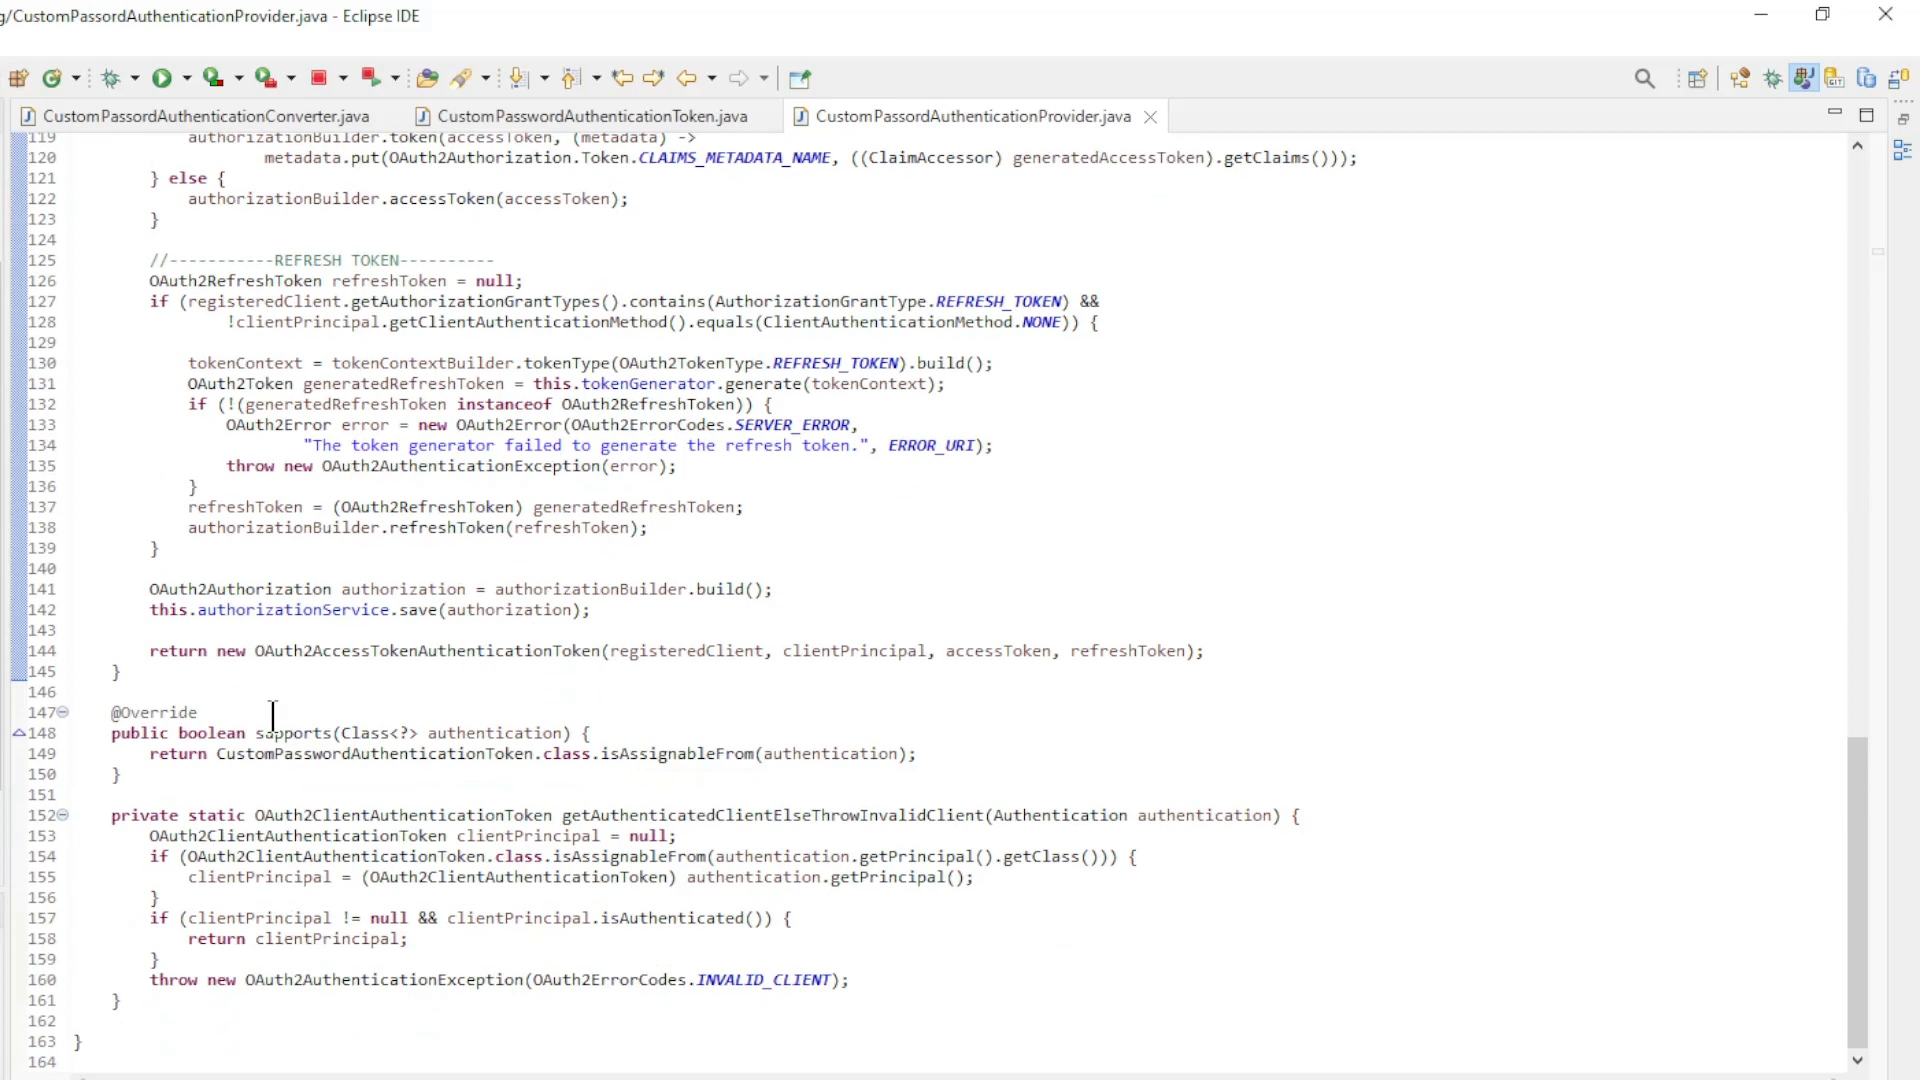 g/CustomPassordAuthenticationProvider.java - Eclipse IDE
CustomPassordAuthenticationConverter.java
CustomPasswordAuthenticationToken.java
CustomPassordAuthenticationProvider.java
119 authorizationBuilder.token(accessToken, (metadata) ->
120 metadata.put(OAuth2Authorization.Token.CLAIMS_METADATA_NAME, ((ClaimAccessor) generatedAccessToken).getClaims()));
121 } else {
122 authorizationBuilder.accessToken(accessToken);
123 }
124
125 //-----------REFRESH TOKEN----------
126 OAuth2RefreshToken refreshToken = null;
127 if (registeredClient.getAuthorizationGrantTypes().contains(AuthorizationGrantType.REFRESH_TOKEN) &&
128 !clientPrincipal.getClientAuthenticationMethod().equals(ClientAuthenticationMethod.NONE)) {
129
130 tokenContext = tokenContextBuilder.tokenType(OAuth2TokenType.REFRESH_TOKEN).build();
131 OAuth2Token generatedRefreshToken = this.tokenGenerator.generate(tokenContext);
132 if (!(generatedRefreshToken instanceof OAuth2RefreshToken)) {
133 OAuth2Error error = new OAuth2Error(OAuth2ErrorCodes.SERVER_ERROR,
134 "The token generator failed to generate the refresh token.", ERROR_URI);
135 throw new OAuth2AuthenticationException(error);
136 }
137 refreshToken = (OAuth2RefreshToken) generatedRefreshToken;
138 authorizationBuilder.refreshToken(refreshToken);
139 }
140
141 OAuth2Authorization authorization = authorizationBuilder.build();
142 this.authorizationService.save(authorization);
143
144 return new OAuth2AccessTokenAuthenticationToken(registeredClient, clientPrincipal, accessToken, refreshToken);
145 }
146
147 @Override
148 public boolean supports(Class<?> authentication) {
149 return CustomPasswordAuthenticationToken.class.isAssignableFrom(authentication);
150 }
151
152 private static OAuth2ClientAuthenticationToken getAuthenticatedClientElseThrowInvalidClient(Authentication authentication) {
153 OAuth2ClientAuthenticationToken clientPrincipal = null;
154 if (OAuth2ClientAuthenticationToken.class.isAssignableFrom(authentication.getPrincipal().getClass())) {
155 clientPrincipal = (OAuth2ClientAuthenticationToken) authentication.getPrincipal();
156 }
157 if (clientPrincipal != null && clientPrincipal.isAuthenticated()) {
158 return clientPrincipal;
159 }
160 throw new OAuth2AuthenticationException(OAuth2ErrorCodes.INVALID_CLIENT);
161 }
162
163 }
164